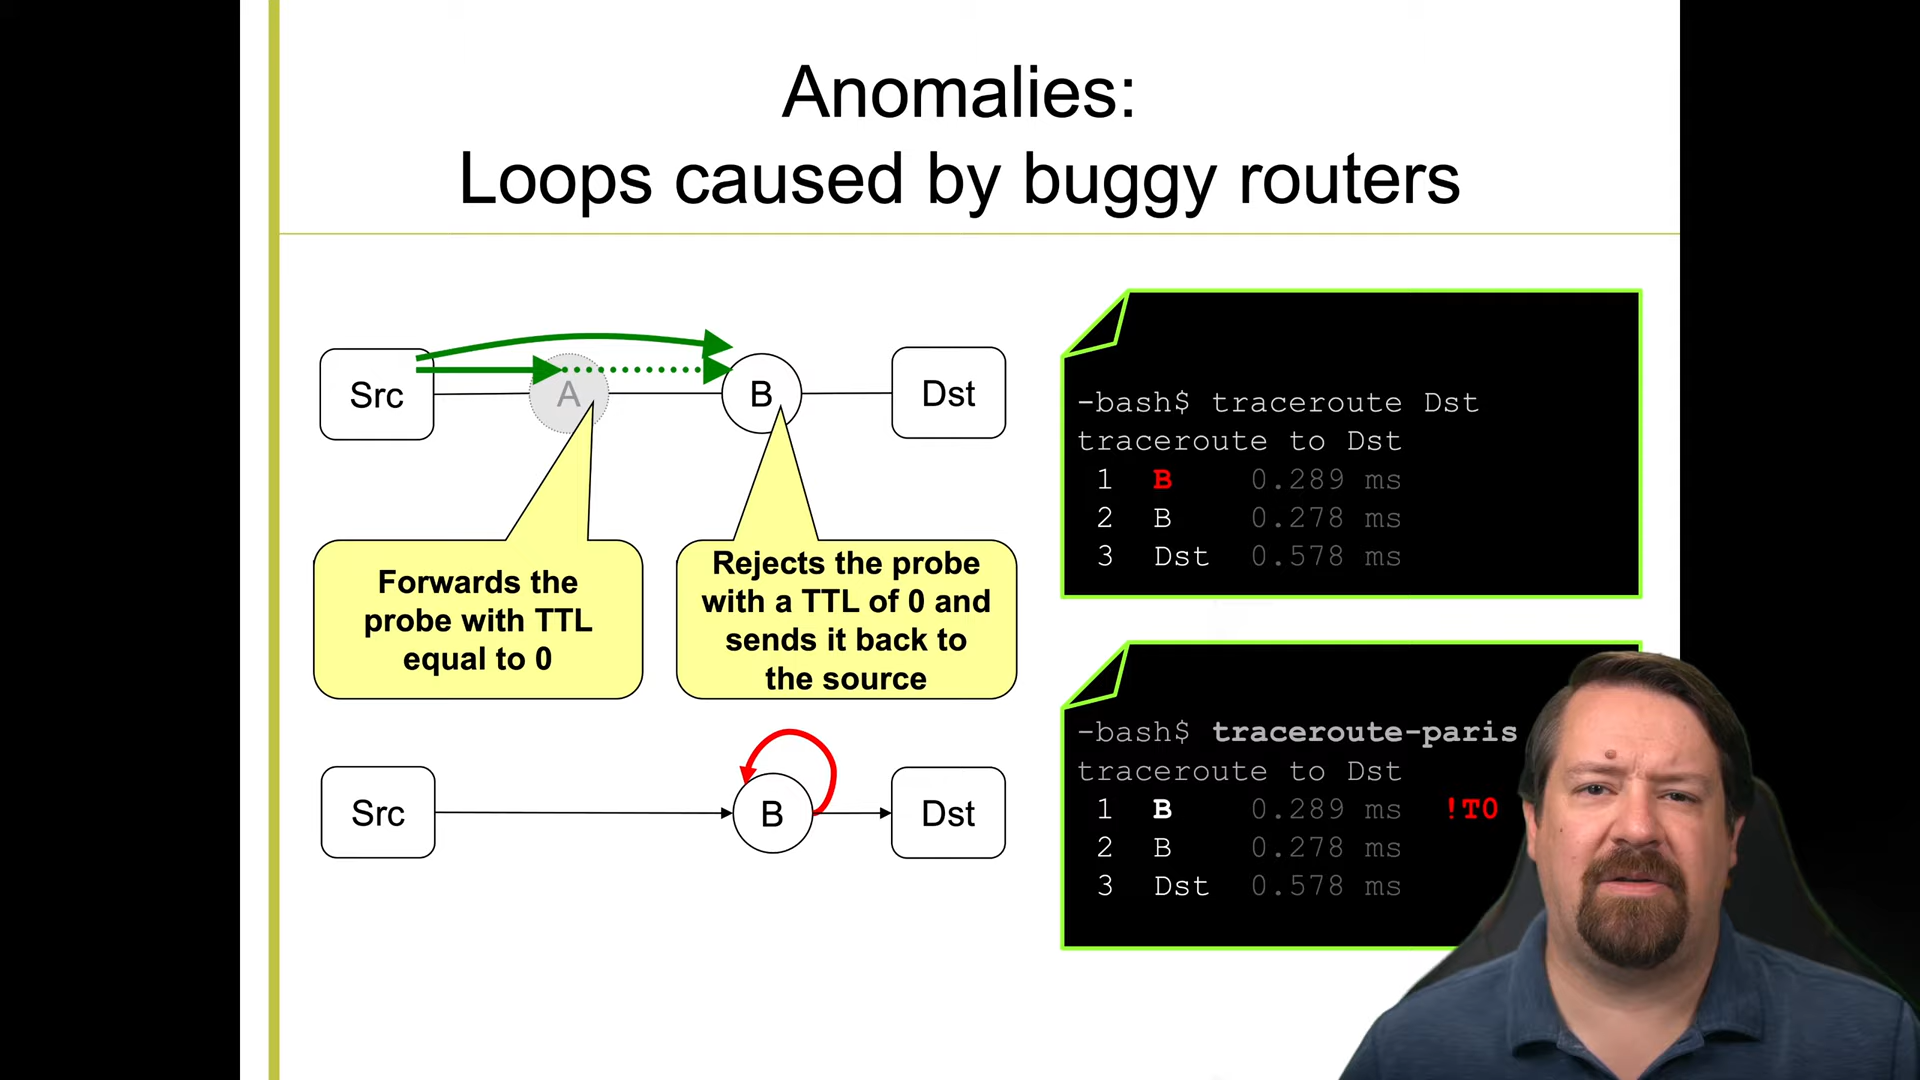 Anomalies:
Loops caused by buggy routers
Src
A
B
Dst
Forwards the
probe with TTL
equal to 0
Rejects the probe
with a TTL of 0 and
sends it back to
the source
Src
B
Dst
-bash$ traceroute Dst
traceroute to Dst
1 B 0.289 ms
2 B 0.278 ms
3 Dst 0.578 ms
-bash$ traceroute-paris
traceroute to Dst
1 B 0.289 ms !T0
2 B 0.278 ms
3 Dst 0.578 ms